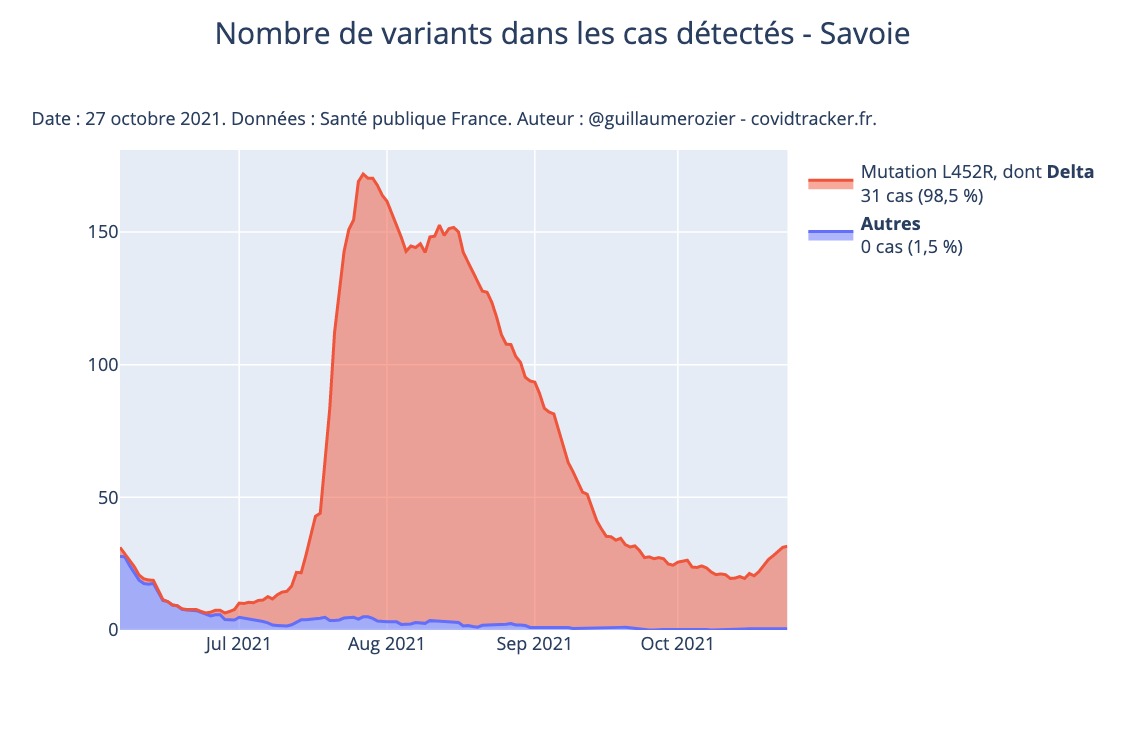 Nombre de variants dans les cas détectés - Savoie
Date : 27 octobre 2021. Données : Santé publique France. Auteur : @guillaumerozier - covidtracker.fr.
Mutation L452R, dont Delta
31 cas (98,5 %)
Autres
0 cas (1,5 %)
150
100
50
0
Jul 2021
Aug 2021
Sep 2021
Oct 2021